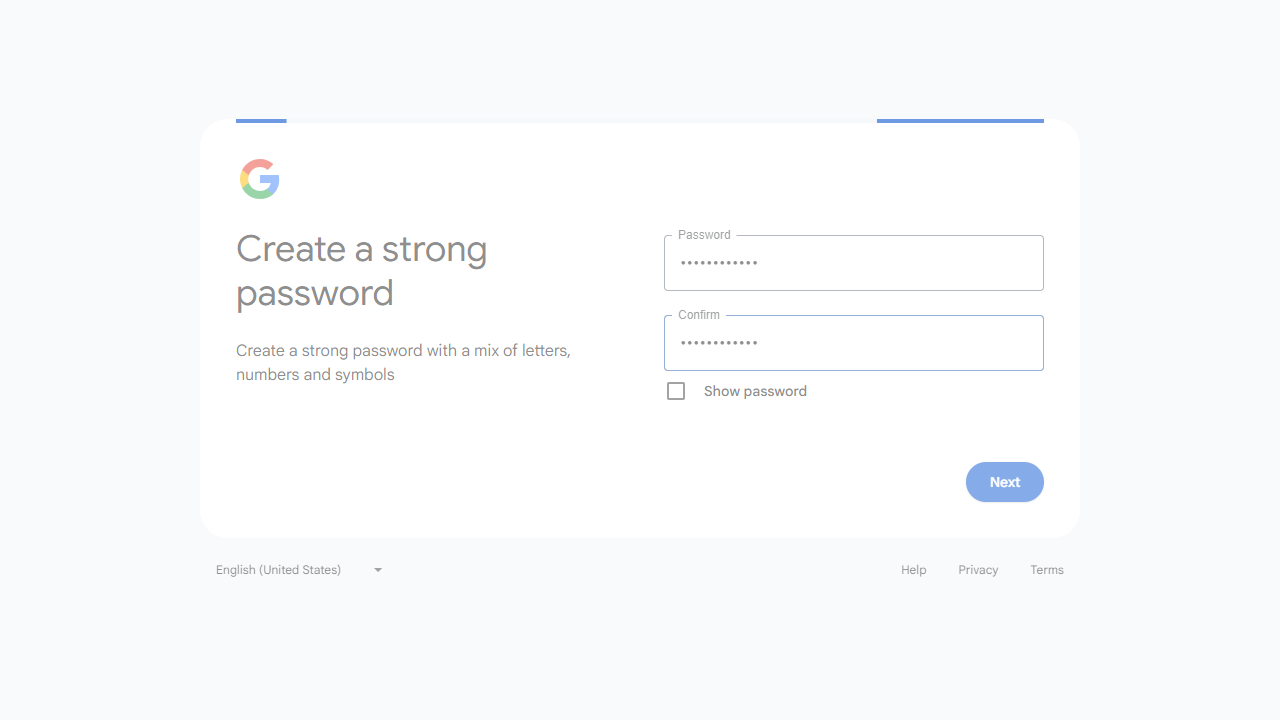 Create a strong
password
Create a strong password with a mix of letters,
numbers and symbols
Password
••••••••••••
Confirm
••••••••••••
Show password
Next
English (United States)
Help
Privacy
Terms